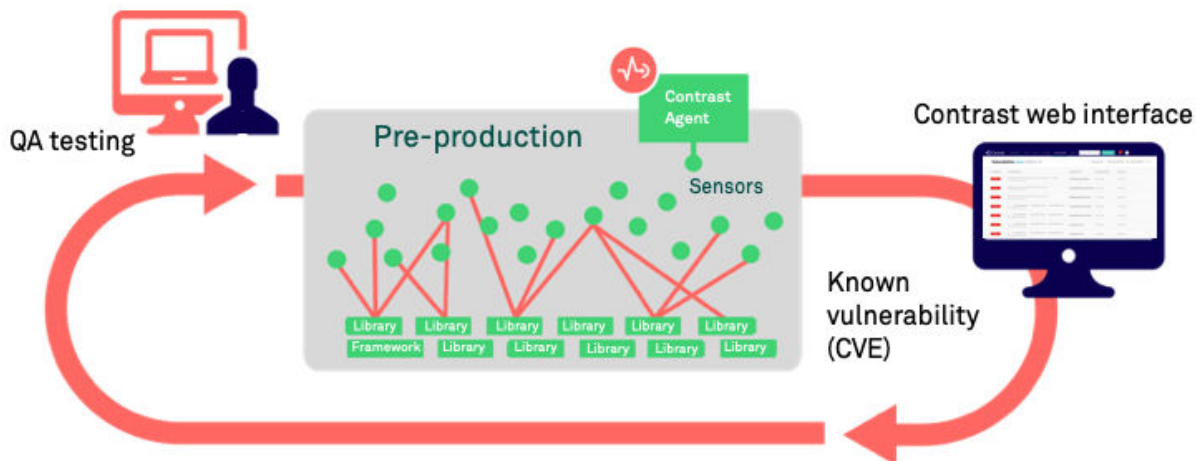 QA testing
Pre-production
Contrast
Agent
Sensors
Contrast web interface
Library
Library
Library
Library
Library
Library
Framework
Library
Library
Library
Library
Library
Known
vulnerability
(CVE)